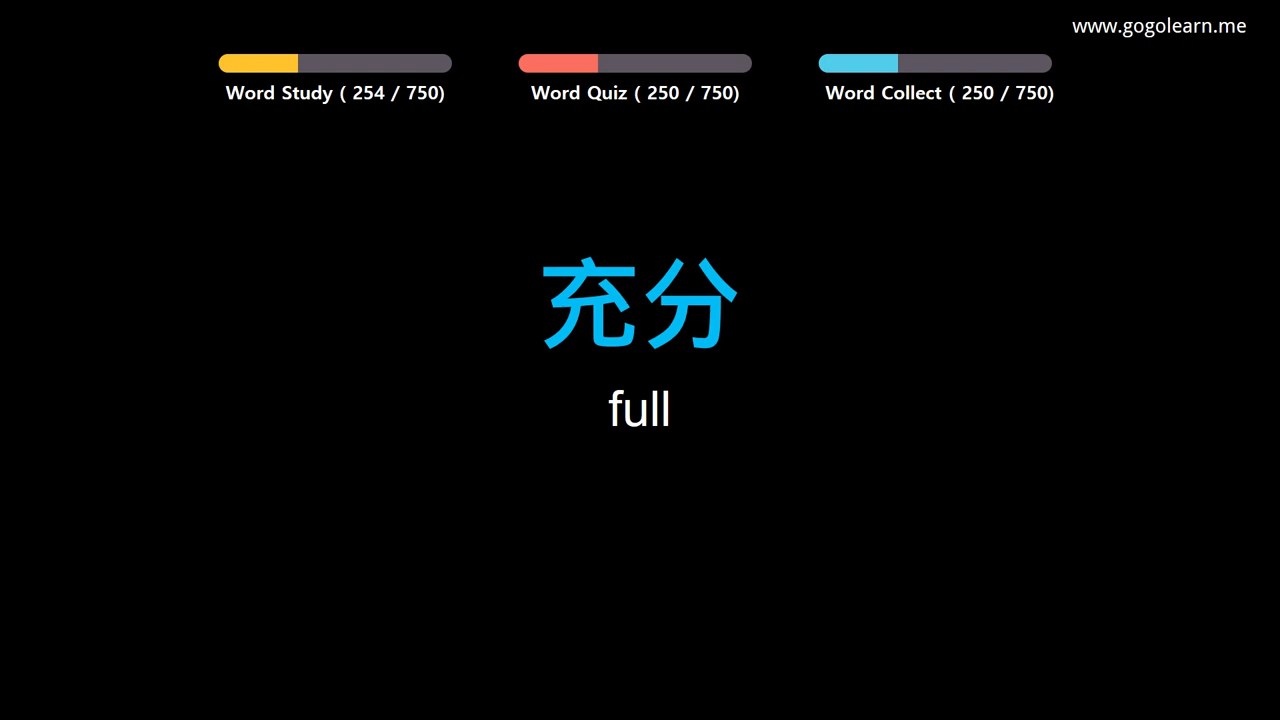 www.gogolearn.me
Word Study ( 254 / 750)
Word Quiz ( 250 / 750)
Word Collect ( 250 / 750)
充分
full